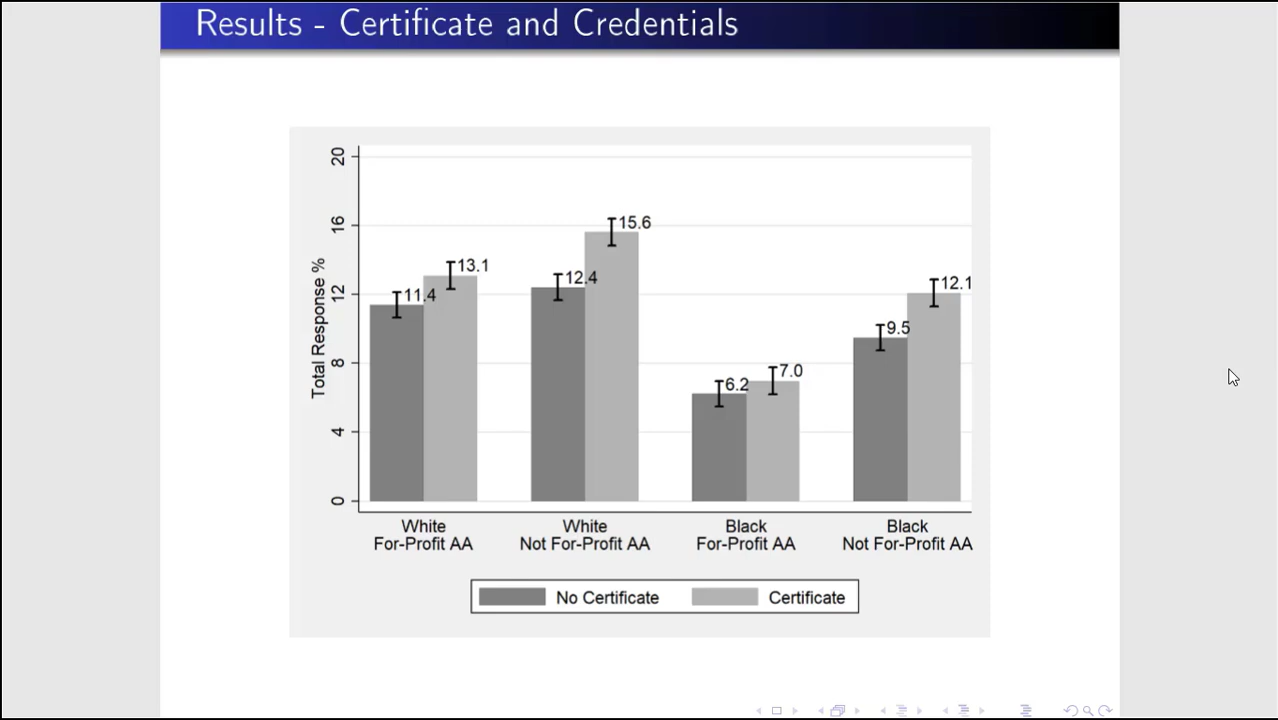 Results - Certificate and Credentials
Total Response %
20
16
12
8
4
0
11.4
13.1
12.4
15.6
6.2
7.0
9.5
12.1
White
For-Profit AA
White
Not For-Profit AA
Black
For-Profit AA
Black
Not For-Profit AA
No Certificate
Certificate